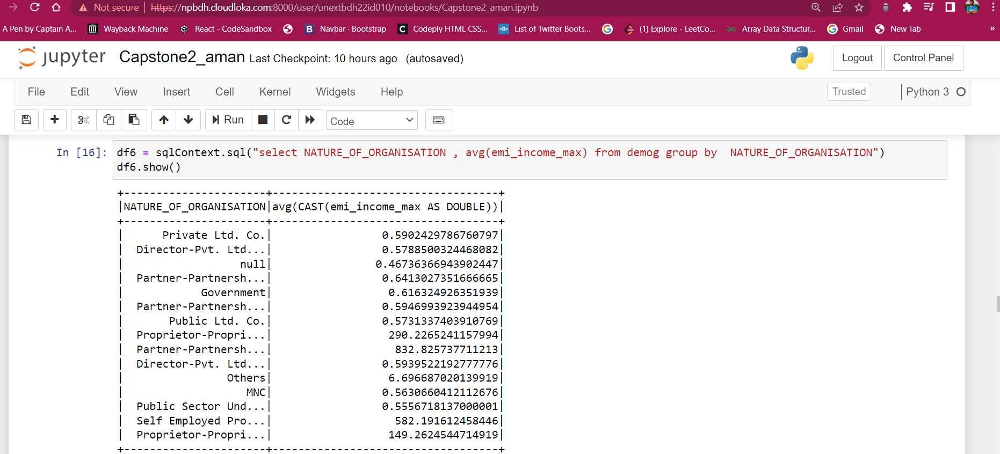 Not secure | https://npbdh.cloudloka.com:8000/user/unextbdh22id010/notebooks/Capstone2_aman.ipynb
A Pen by Captain A... Wayback Machine React - CodeSandbox B Navbar · Bootstrap C Codeply HTML CSS... <B> List of Twitter Boots... (1) Explore - LeetCo... Array Data Structur... Gmail New Tab »
jupyter Capstone2_aman Last Checkpoint: 10 hours ago (autosaved) Logout Control Panel
File Edit View Insert Cell Kernel Widgets Help Trusted Python 3
Run Code
In [16]: df6 = sqlContext.sql("select NATURE_OF_ORGANISATION , avg(emi_income_max) from demog group by  NATURE_OF_ORGANISATION")
df6.show()
+----------------------+-----------------------------------+
|NATURE_OF_ORGANISATION|avg(CAST(emi_income_max AS DOUBLE))|
+----------------------+-----------------------------------+
|      Private Ltd. Co.|                 0.5902429786760797|
|  Director-Pvt. Ltd...|                 0.5788500324468082|
|                  null|                0.46736366943902447|
|  Partner-Partnersh...|                 0.6413027351666665|
|            Government|                  0.616324926351939|
|  Partner-Partnersh...|                 0.5946993923944954|
|       Public Ltd. Co.|                 0.5731337403910769|
|  Proprietor-Propri...|                  290.2265241157994|
|  Partner-Partnersh...|                   832.825737711213|
|  Director-Pvt. Ltd...|                 0.5939522192777776|
|                Others|                  6.696687020139919|
|                   MNC|                 0.5630660412112676|
|  Public Sector Und...|                 0.5556718137000001|
|  Self Employed Pro...|                   582.191612458446|
|  Proprietor-Propri...|                  149.2624544714919|
+----------------------+-----------------------------------+